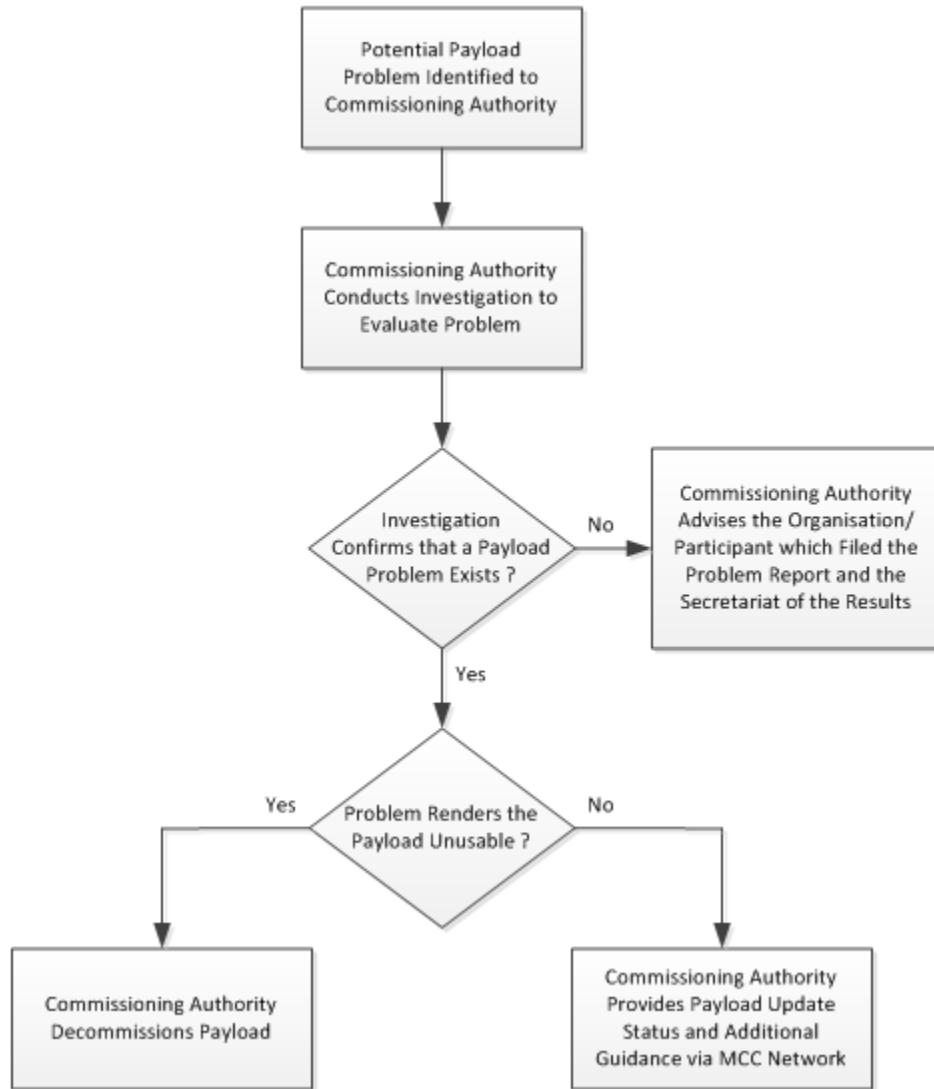 Potential Payload
Problem Identified to
Commissioning Authority
Commissioning Authority
Conducts Investigation to
Evaluate Problem
Investigation
Confirms that a Payload
Problem Exists ?
No
Commissioning Authority
Advises the Organisation/
Participant which Filed the
Problem Report and the
Secretariat of the Results
Yes
Problem Renders the
Payload Unusable ?
Yes
No
Commissioning Authority
Decommissions Payload
Commissioning Authority
Provides Payload Update
Status and Additional
Guidance via MCC Network